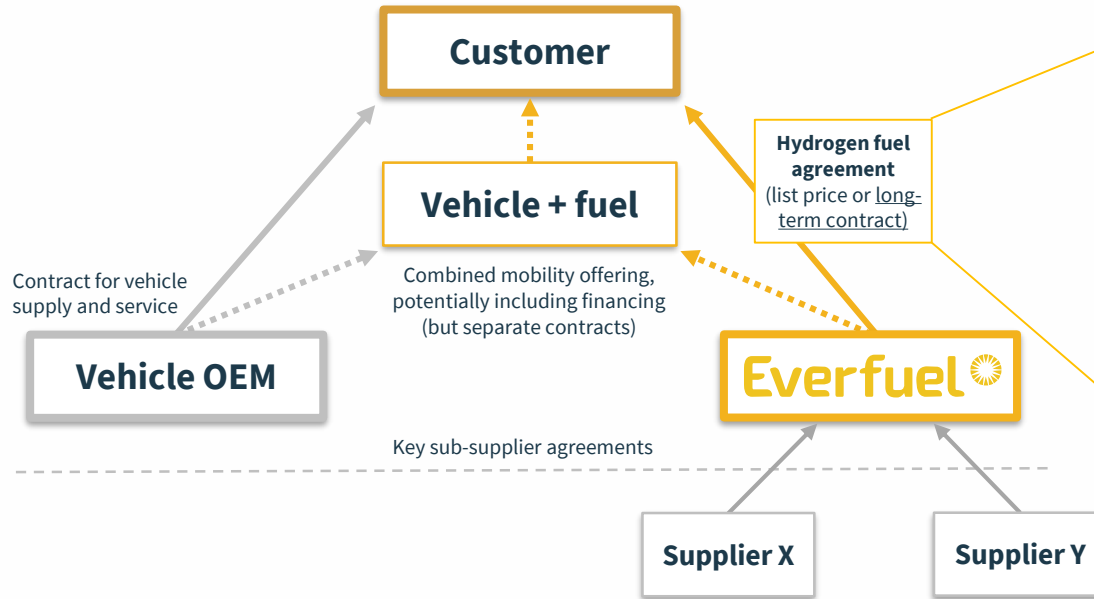 Customer
Hydrogen fuel
agreement
(list price or long-
term contract)
Vehicle + fuel
Contract for vehicle
supply and service
Combined mobility offering,
potentially including financing
(but separate contracts)
Vehicle OEM
Everfuel
Key sub-supplier agreements
Supplier X
Supplier Y